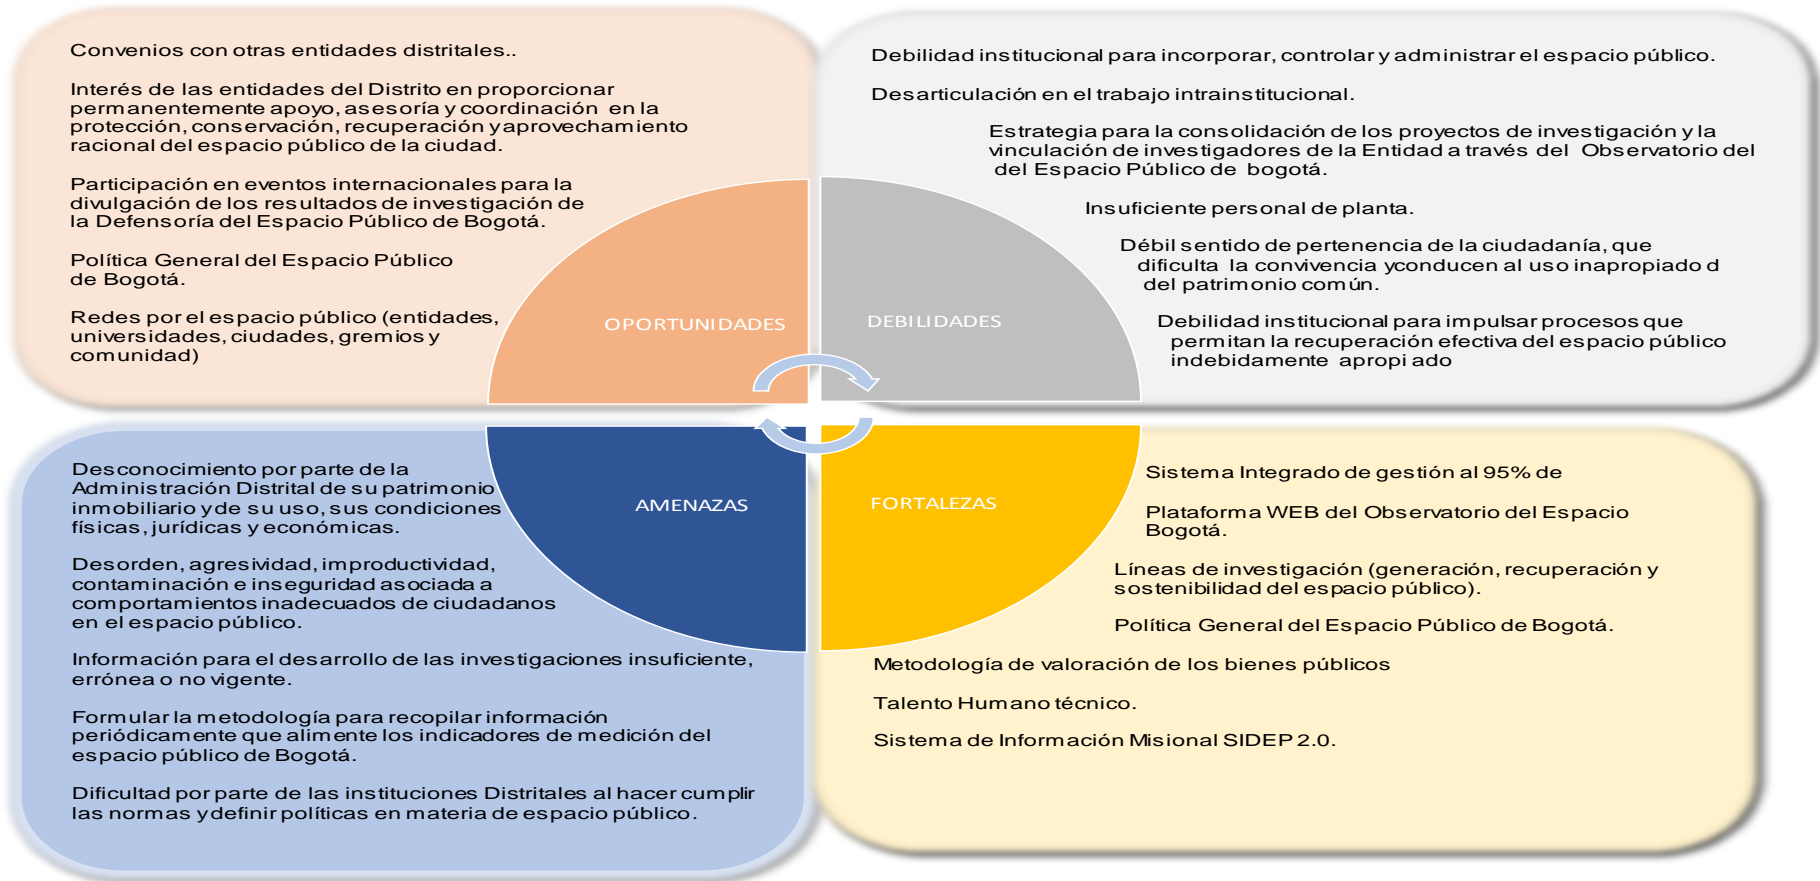 Convenios con otras entidades distritales..
Interés de las entidades del Distrito en proporcionar
permanentemente apoyo, asesoría y coordinación en la
protección, conservación, recuperación y aprovechamiento
racional del espacio público de la ciudad.
Participación en eventos internacionales para la
divulgación de los resultados de investigación de
la Defensoría del Espacio Público de Bogotá.
Política General del Espacio Público
de Bogotá.
Redes por el espacio público (entidades,
universidades, ciudades, gremios y
comunidad)
OPORTUNIDADES
Debilidad institucional para incorporar, controlar y administrar el espacio público.
Desarticulación en el trabajo intrainstitucional.
Estrategia para la consolidación de los proyectos de investigación y la
vinculación de investigadores de la Entidad a través del Observatorio del
del Espacio Público de bogotá.
Insuficiente personal de planta.
Débil sentido de pertenencia de la ciudadanía, que
dificulta la convivencia yconducen al uso inapropiado d
del patrimonio común.
Debilidad institucional para impulsar procesos que
permitan la recuperación efectiva del espacio público
indebidamente apropi ado
DEBILIDADES
Desconocimiento por parte de la
Administración Distrital de su patrimonio
inmobiliario y de su uso, sus condiciones
físicas, jurídicas y económicas.
Desorden, agresividad, improductividad,
contaminación e inseguridad asociada a
comportamientos inadecuados de ciudadanos
en el espacio público.
Información para el desarrollo de las investigaciones insuficiente,
errónea o no vigente.
Formular la metodología para recopilar información
periódicamente que alimente los indicadores de medición del
espacio público de Bogotá.
Dificultad por parte de las instituciones Distritales al hacer cumplir
las normas y definir políticas en materia de espacio público.
AMENAZAS
FORTALEZAS
Sistema Integrado de gestión al 95% de
Plataforma WEB del Observatorio del Espacio
Bogotá.
Líneas de investigación (generación, recuperación y
sostenibilidad del espacio público).
Política General del Espacio Público de Bogotá.
Metodología de valoración de los bienes públicos
Talento Humano técnico.
Sistema de Información Misional SIDEP 2.0.